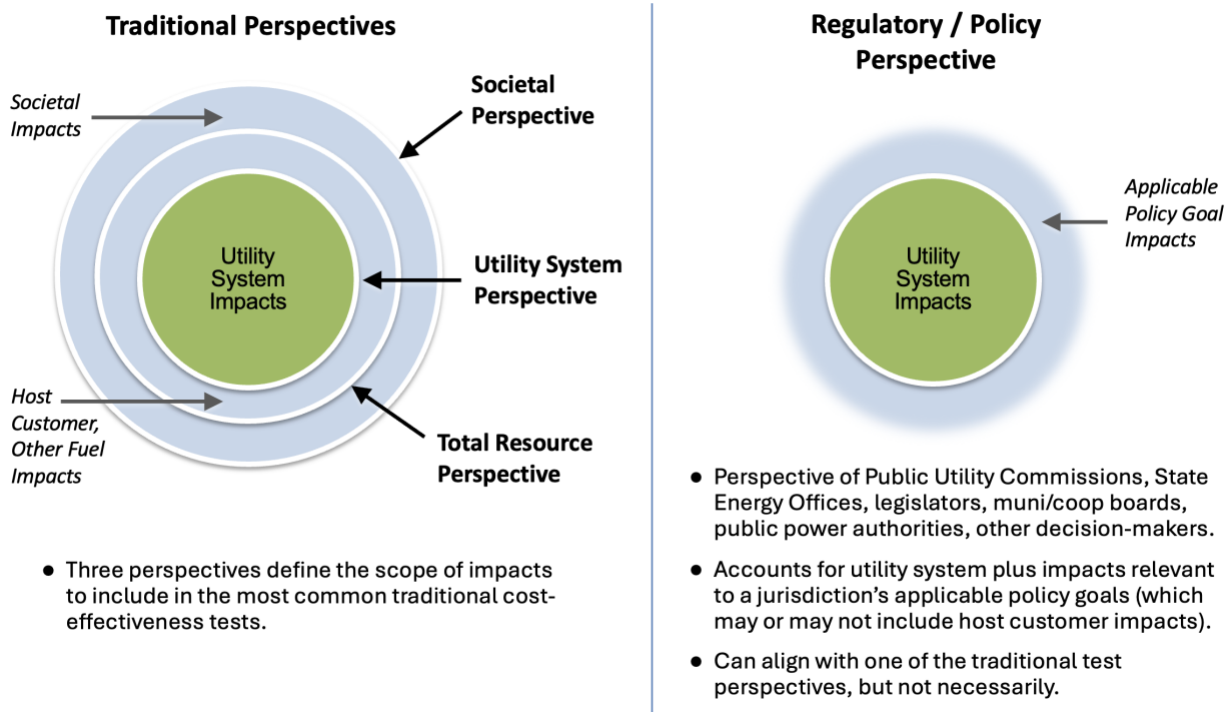 Traditional Perspectives
Societal
Impacts
Societal
Perspective
Utility
System
Impacts
Utility System
Perspective
Host
Customer,
Other Fuel
Impacts
Total Resource
Perspective
● Three perspectives define the scope of impacts
to include in the most common traditional cost-
effectiveness tests.
Regulatory / Policy
Perspective
Applicable
Policy Goal
Impacts
Utility
System
Impacts
● Perspective of Public Utility Commissions, State
Energy Offices, legislators, muni/coop boards,
public power authorities, other decision-makers.
● Accounts for utility system plus impacts relevant
to a jurisdiction’s applicable policy goals (which
may or may not include host customer impacts).
● Can align with one of the traditional test
perspectives, but not necessarily.